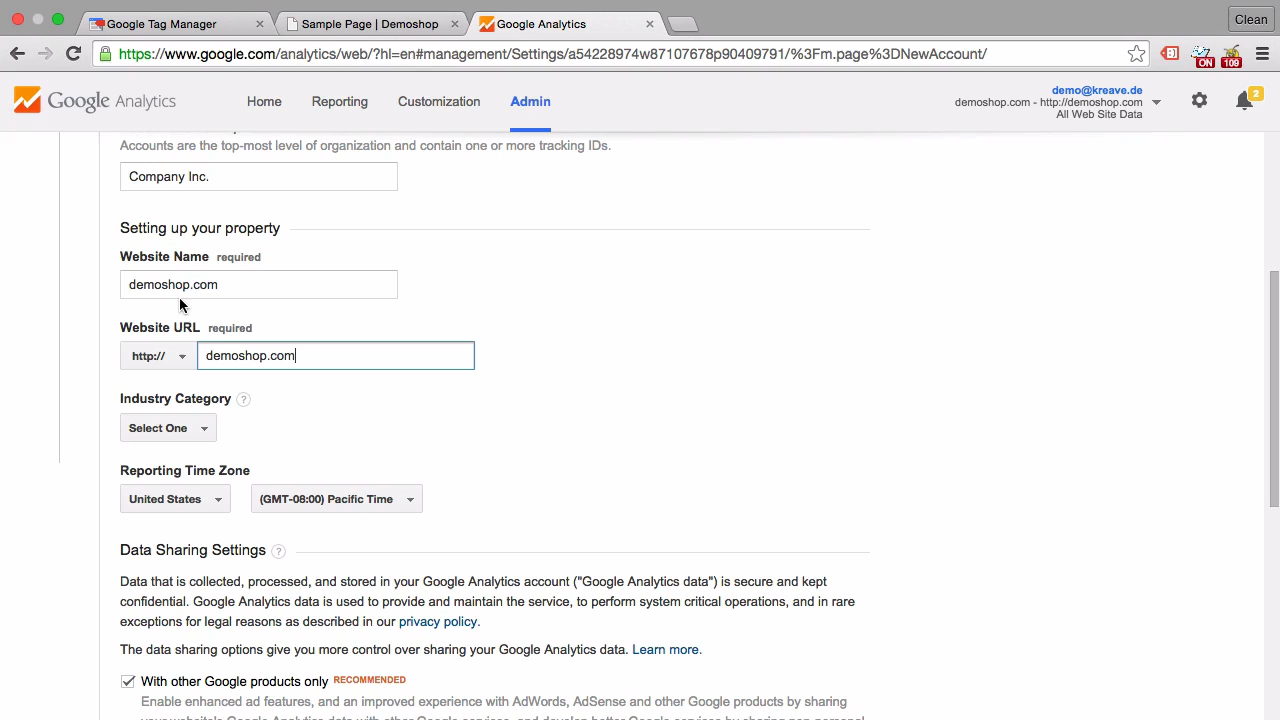 Google Tag Manager
Sample Page | Demoshop
Google Analytics
Clean
https://www.google.com/analytics/web/?hl=en#management/Settings/a54228974w87107678p90409791/%3Fm.page%3DNewAccount/
ON
109
Google Analytics
Home
Reporting
Customization
Admin
demo@kreave.de
demoshop.com - http://demoshop.com
All Web Site Data
2
Accounts are the top-most level of organization and contain one or more tracking IDs.
Company Inc.
Setting up your property
Website Name required
demoshop.com
Website URL required
http:// demoshop.com
Industry Category ?
Select One
Reporting Time Zone
United States (GMT-08:00) Pacific Time
Data Sharing Settings ?
Data that is collected, processed, and stored in your Google Analytics account ("Google Analytics data") is secure and kept
confidential. Google Analytics data is used to provide and maintain the service, to perform system critical operations, and in rare
exceptions for legal reasons as described in our privacy policy.
The data sharing options give you more control over sharing your Google Analytics data. Learn more.
With other Google products only RECOMMENDED
Enable enhanced ad features, and an improved experience with AdWords, AdSense and other Google products by sharing